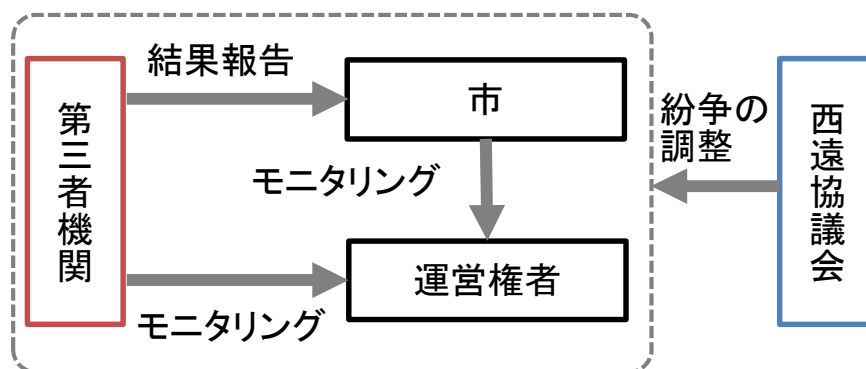 結果報告
市
第三者機関
紛争の
調整
西遠協議会
モニタリング
運営権者
モニタリング